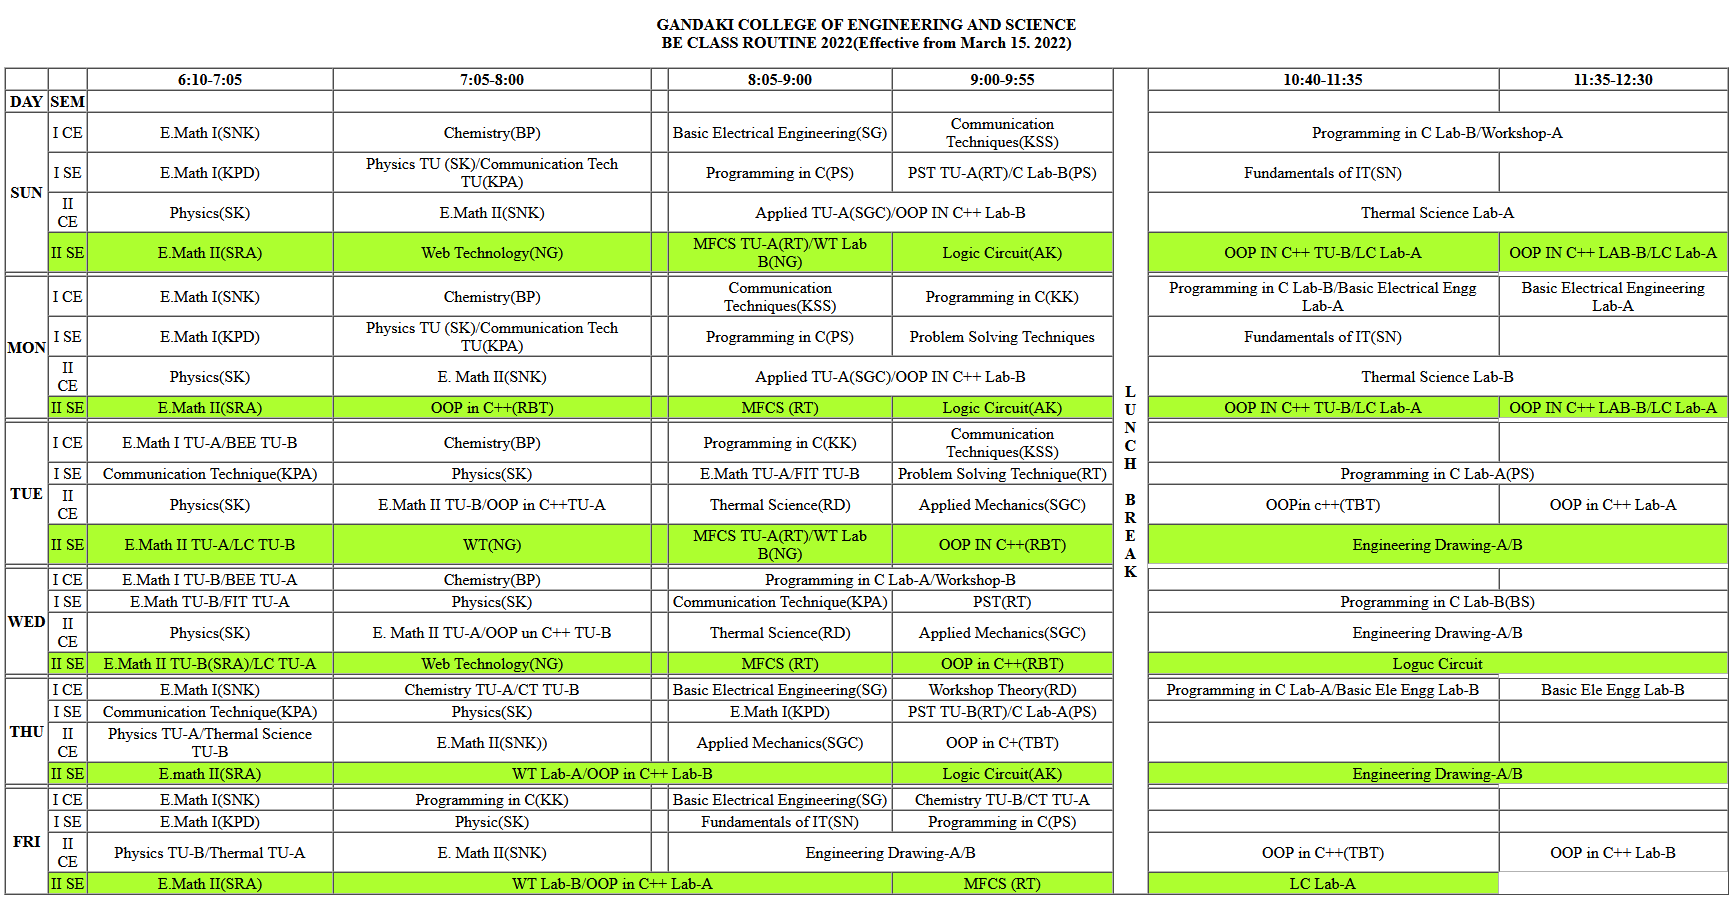 GANDAKI COLLEGE OF ENGINEERING AND SCIENCE
BE CLASS ROUTINE 2022(Effective from March 15. 2022)
6:10-7:05 7:05-8:00 8:05-9:00 9:00-9:55 10:40-11:35 11:35-12:30
DAY SEM
SUN
I CE E.Math I(SNK) Chemistry(BP) Basic Electrical Engineering(SG) Communication
Techniques(KSS) Programming in C Lab-B/Workshop-A
I SE E.Math I(KPD) Physics TU (SK)/Communication Tech
TU(KPA) Programming in C(PS) PST TU-A(RT)/C Lab-B(PS) Fundamentals of IT(SN)
II
CE Physics(SK) E.Math II(SNK) Applied TU-A(SGC)/OOP IN C++ Lab-B Thermal Science Lab-A
II SE E.Math II(SRA) Web Technology(NG) MFCS TU-A(RT)/WT Lab
B(NG) Logic Circuit(AK) OOP IN C++ TU-B/LC Lab-A OOP IN C++ LAB-B/LC Lab-A
MON
I CE E.Math I(SNK) Chemistry(BP) Communication
Techniques(KSS) Programming in C(KK) Programming in C Lab-B/Basic Electrical Engg
Lab-A Basic Electrical Engineering
Lab-A
I SE E.Math I(KPD) Physics TU (SK)/Communication Tech
TU(KPA) Programming in C(PS) Problem Solving Techniques Fundamentals of IT(SN)
II
CE Physics(SK) E. Math II(SNK) Applied TU-A(SGC)/OOP IN C++ Lab-B Thermal Science Lab-B
II SE E.Math II(SRA) OOP in C++(RBT) MFCS (RT) Logic Circuit(AK) OOP IN C++ TU-B/LC Lab-A OOP IN C++ LAB-B/LC Lab-A
L
U
N
C
H
B
R
E
A
K
TUE
I CE E.Math I TU-A/BEE TU-B Chemistry(BP) Programming in C(KK) Communication
Techniques(KSS)
I SE Communication Technique(KPA) Physics(SK) E.Math TU-A/FIT TU-B Problem Solving Technique(RT) Programming in C Lab-A(PS)
II
CE Physics(SK) E.Math II TU-B/OOP in C++TU-A Thermal Science(RD) Applied Mechanics(SGC) OOPin c++(TBT) OOP in C++ Lab-A
II SE E.Math II TU-A/LC TU-B WT(NG) MFCS TU-A(RT)/WT Lab
B(NG) OOP IN C++(RBT) Engineering Drawing-A/B
WED
I CE E.Math I TU-B/BEE TU-A Chemistry(BP) Programming in C Lab-A/Workshop-B
I SE E.Math TU-B/FIT TU-A Physics(SK) Communication Technique(KPA) PST(RT) Programming in C Lab-B(BS)
II
CE Physics(SK) E. Math II TU-A/OOP un C++ TU-B Thermal Science(RD) Applied Mechanics(SGC) Engineering Drawing-A/B
II SE E.Math II TU-B(SRA)/LC TU-A Web Technology(NG) MFCS (RT) OOP in C++(RBT) Loguc Circuit
THU
I CE E.Math I(SNK) Chemistry TU-A/CT TU-B Basic Electrical Engineering(SG) Workshop Theory(RD) Programming in C Lab-A/Basic Ele Engg Lab-B Basic Ele Engg Lab-B
I SE Communication Technique(KPA) Physics(SK) E.Math I(KPD) PST TU-B(RT)/C Lab-A(PS)
II
CE Physics TU-A/Thermal Science
TU-B E.Math II(SNK)) Applied Mechanics(SGC) OOP in C+(TBT)
II SE E.math II(SRA) WT Lab-A/OOP in C++ Lab-B Logic Circuit(AK) Engineering Drawing-A/B
FRI
I CE E.Math I(SNK) Programming in C(KK) Basic Electrical Engineering(SG) Chemistry TU-B/CT TU-A
I SE E.Math I(KPD) Physic(SK) Fundamentals of IT(SN) Programming in C(PS)
II
CE Physics TU-B/Thermal TU-A E. Math II(SNK) Engineering Drawing-A/B OOP in C++(TBT) OOP in C++ Lab-B
II SE E.Math II(SRA) WT Lab-B/OOP in C++ Lab-A MFCS (RT) LC Lab-A